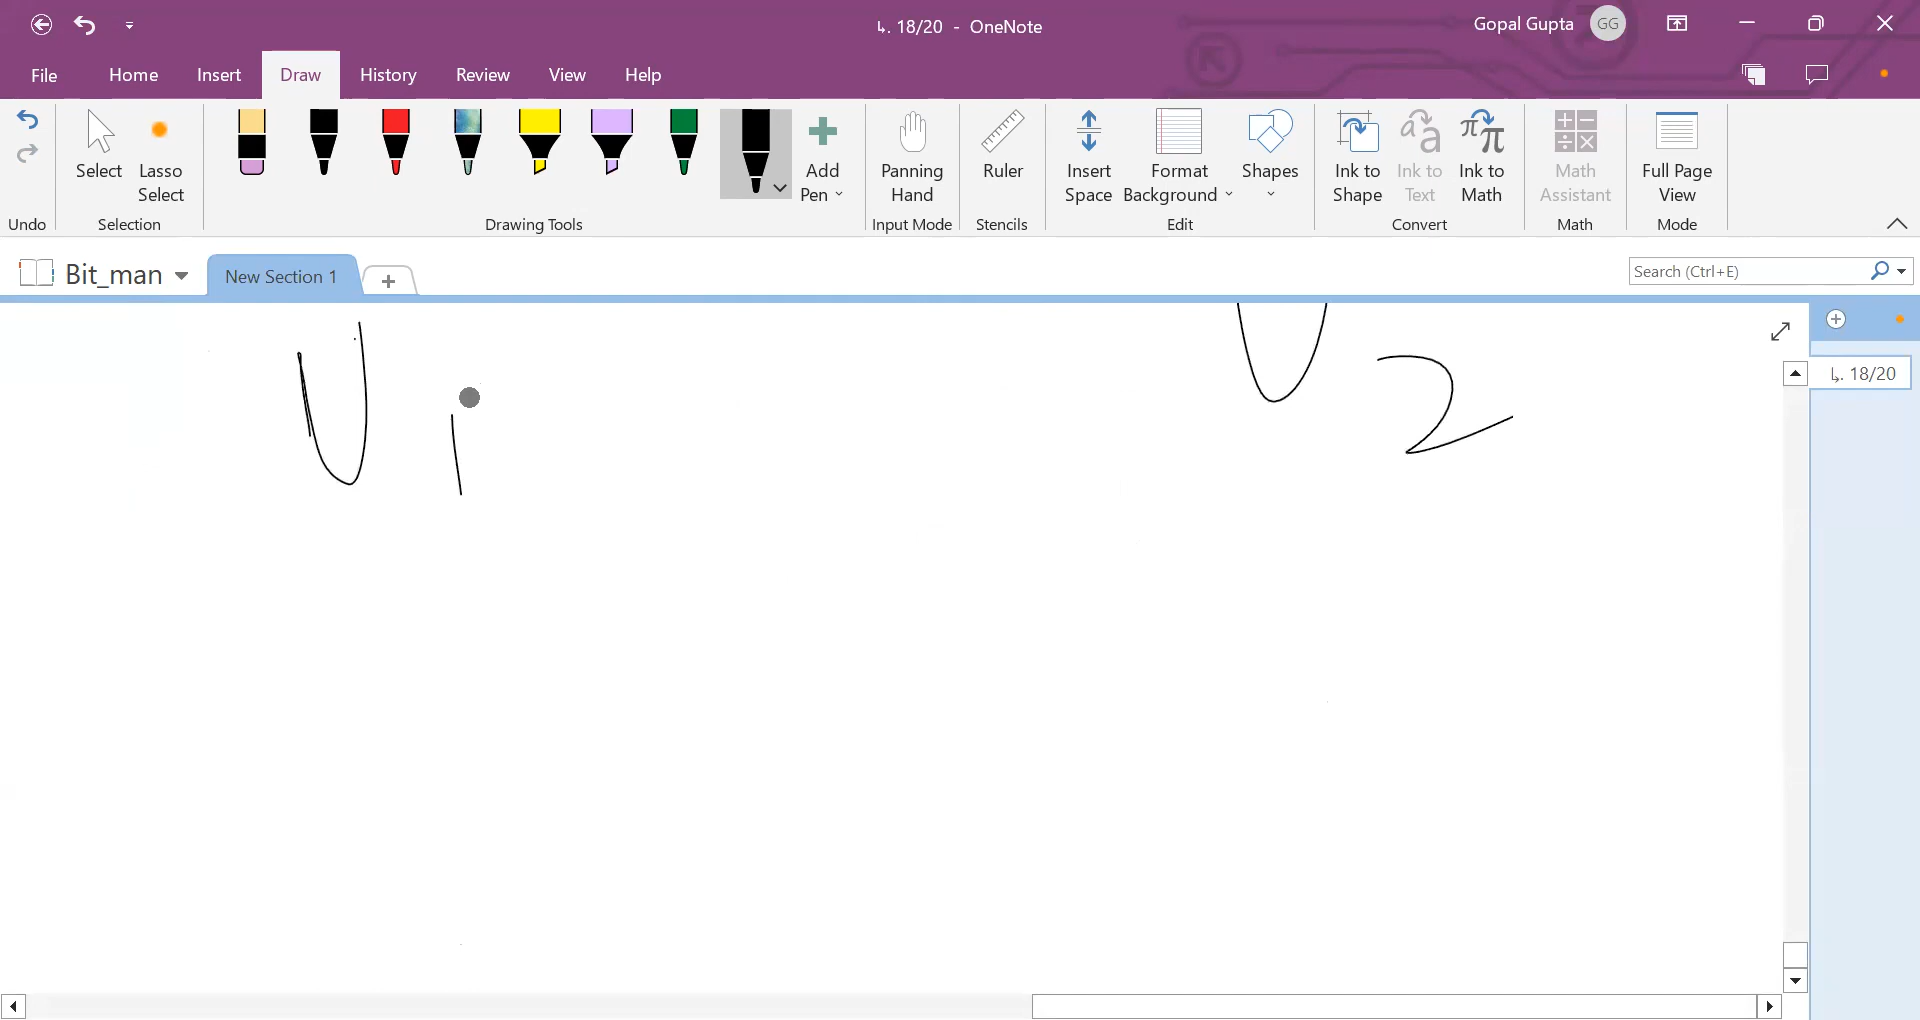 ↳. 18/20 - OneNote
Gopal Gupta GG
File Home Insert Draw History Review View Help
Select
Lasso Select
Add Pen
Panning Hand
Ruler
Insert Space
Format Background
Shapes
Ink to Shape
Ink to Text
Ink to Math
Math Assistant
Full Page View
Undo Selection Drawing Tools Input Mode Stencils Edit Convert Math Mode
Bit_man New Section 1 Search (Ctrl+E)
↳. 18/20
U 1
U 2